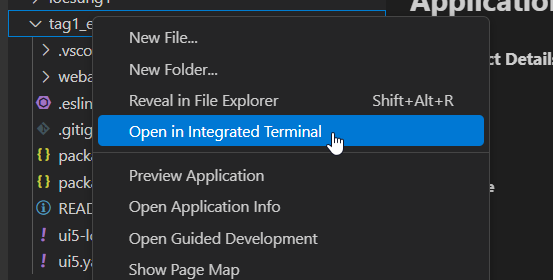 tag1_e
New File...
.vsco
New Folder...
weba
Reveal in File Explorer Shift+Alt+R
.eslin
Open in Integrated Terminal
.gitig
packa
Preview Application
packa
Open Application Info
READ
Open Guided Development
ui5-lo
Show Page Map
ui5.ya
Application
ct Details
e